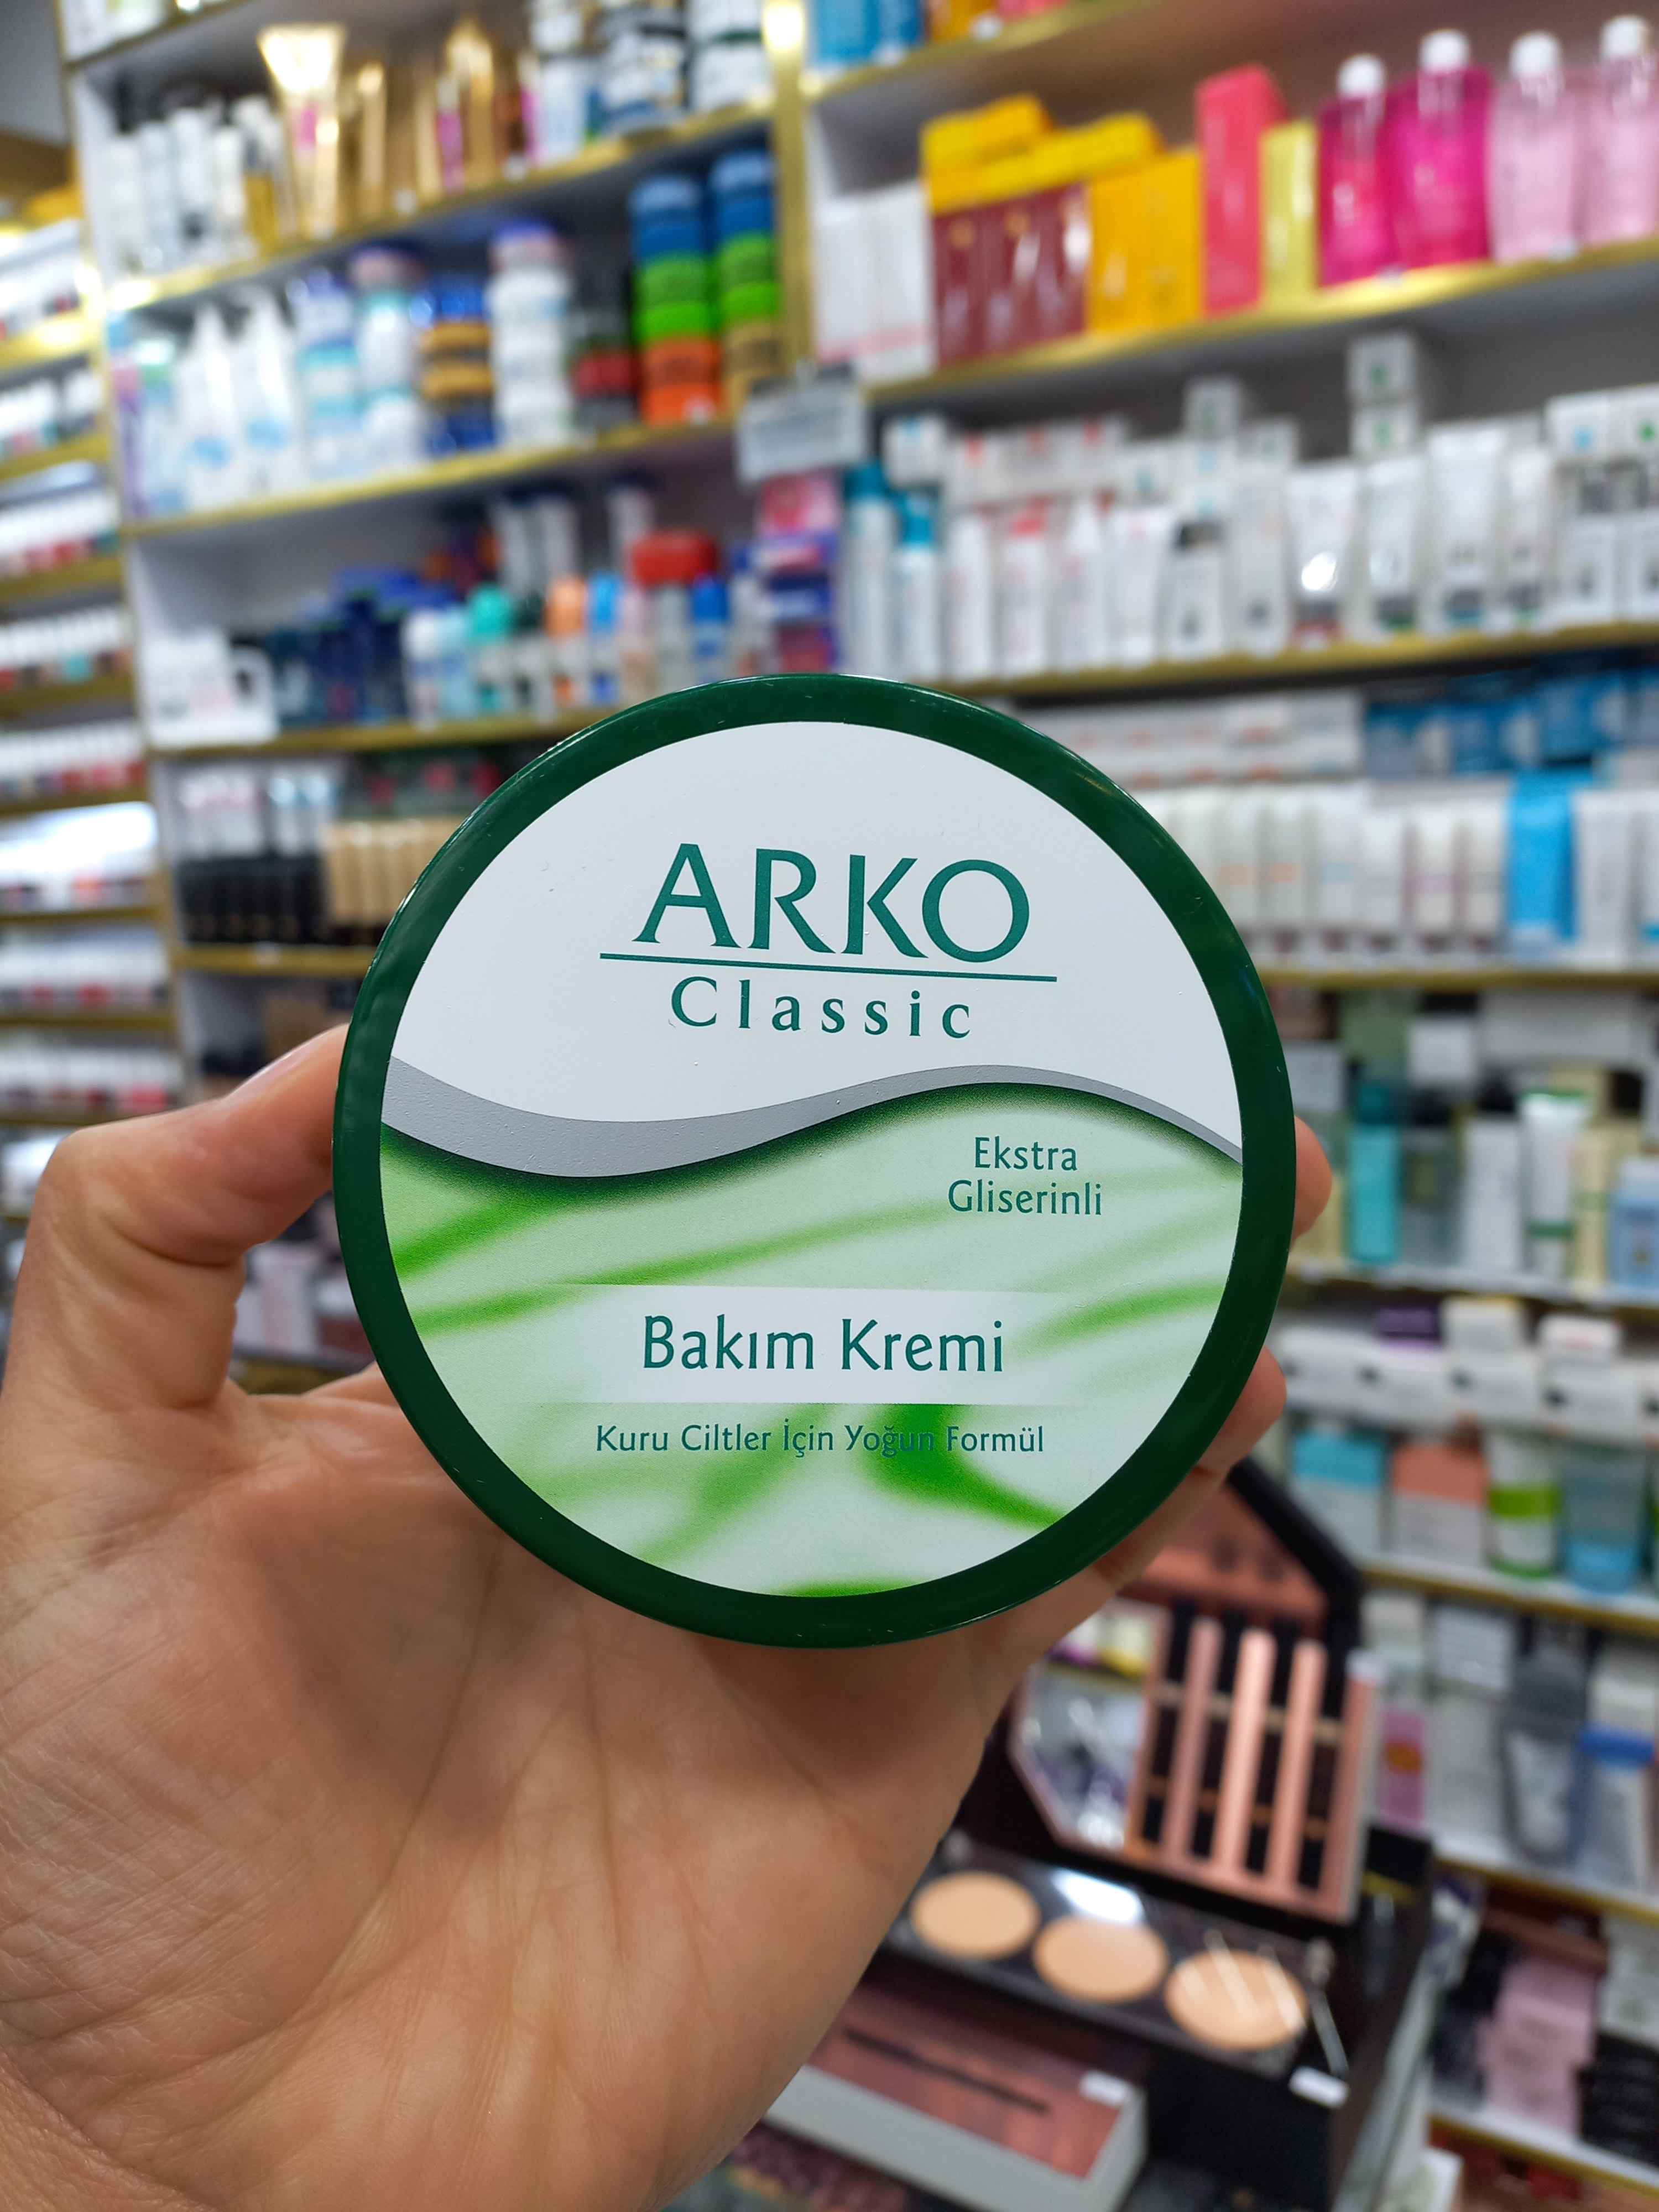 ARKO
Classic
Ekstra
Gliserinli
Bakım Kremi
Kuru Ciltler İçin Yoğun Formül